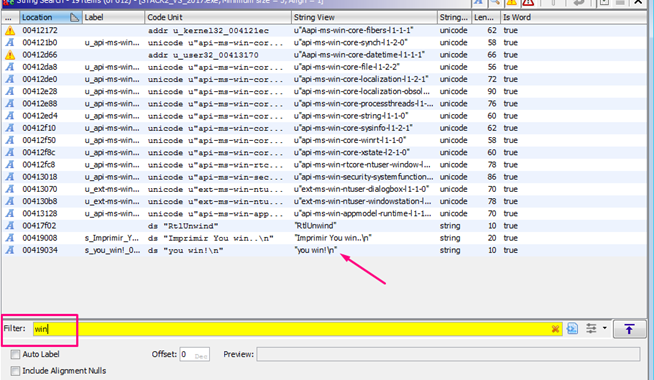 String Search - 19 items (of 612) - [STACK2_VS_2017.exe, Minimum size = 5, Align = 1]
... Location Label Code Unit String View String... Len... Is Word
00412172 addr u_kernel32_004121ec u"Aapi-ms-win-core-fibers-l1-1-1" unicode 62 true
004121b0 u_api-ms-win... unicode u"api-ms-win-cor... u"api-ms-win-core-synch-l1-2-0" unicode 58 true
00412d66 addr u_user32_00413170 u"Aapi-ms-win-core-datetime-l1-1-1" unicode 66 true
00412da8 u_api-ms-win... unicode u"api-ms-win-cor... u"api-ms-win-core-file-l1-2-2" unicode 56 true
00412de0 u_api-ms-win... unicode u"api-ms-win-cor... u"api-ms-win-core-localization-l1-2-1" unicode 72 true
00412e28 u_api-ms-win... unicode u"api-ms-win-cor... u"api-ms-win-core-localization-obsol... unicode 90 true
00412e88 u_api-ms-win... unicode u"api-ms-win-cor... u"api-ms-win-core-processthreads-l1-... unicode 76 true
00412ed4 u_api-ms-win... unicode u"api-ms-win-cor... u"api-ms-win-core-string-l1-1-0" unicode 60 true
00412f10 u_api-ms-win... unicode u"api-ms-win-cor... u"api-ms-win-core-sysinfo-l1-2-1" unicode 62 true
00412f50 u_api-ms-win... unicode u"api-ms-win-cor... u"api-ms-win-core-winrt-l1-1-0" unicode 58 true
00412f8c u_api-ms-win... unicode u"api-ms-win-cor... u"api-ms-win-core-xstate-l2-1-0" unicode 60 true
00412fc8 u_api-ms-win... unicode u"api-ms-win-rtc... u"api-ms-win-rtcore-ntuser-window-l... unicode 78 true
00413018 u_api-ms-win... unicode u"api-ms-win-sec... u"api-ms-win-security-systemfunction... unicode 86 true
00413070 u_ext-ms-win... unicode u"ext-ms-win-ntu... u"ext-ms-win-ntuser-dialogbox-l1-1-0" unicode 74 true
004130b8 u_ext-ms-win... unicode u"ext-ms-win-ntu... u"ext-ms-win-ntuser-windowstation-l... unicode 78 true
00413128 u_api-ms-win... unicode u"api-ms-win-app... u"api-ms-win-appmodel-runtime-l1-1... unicode 70 true
00417f02 ds "RtlUnwind" "RtlUnwind" string 10 true
00419008 s_Imprimir_Y... ds "Imprimir You win..\n" "Imprimir You win..\n" string 20 true
00419034 s_you_win!_0... ds "you win!\n" "you win!\n" string 10 true
Filter: win
Auto Label Offset: 0 Dec Preview:
Include Alignment Nulls